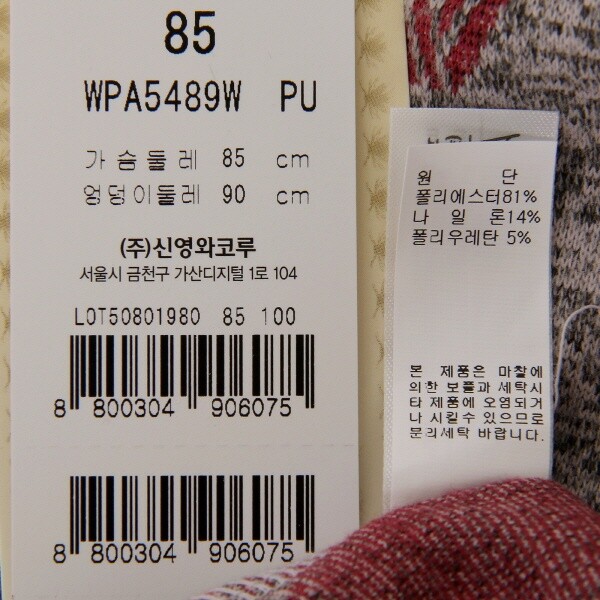 85
WPA5489W PU
가슴둘레 85 cm
엉덩이둘레 90 cm
(주)신영와코루
서울시 금천구 가산디지털 1로 104
LOT50801980 85 100
8 800304 906075
8 800304 906075
원 단
폴리에스터81%
나 일 론14%
폴리우레탄 5%
본 제품은 마찰에
의한 보풀과 세탁시
타 제품에 오염되거
나 시킬수 있으므로
분리세탁 바랍니다.